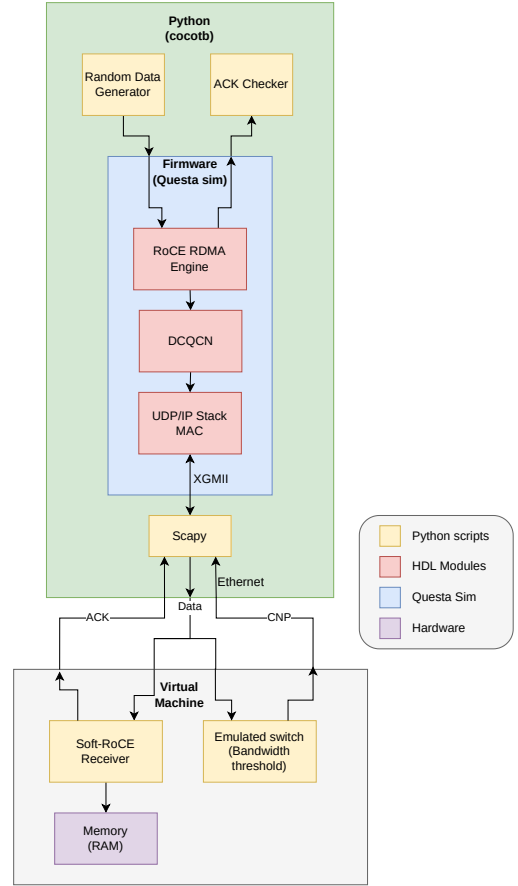 Python
(cocotb)
Random Data
Generator
ACK Checker
Firmware
(Questa sim)
RoCE RDMA
Engine
DCQCN
UDP/IP Stack
MAC
XGMII
Scapy
Ethernet
Data
ACK
CNP
Virtual
Machine
Soft-RoCE
Receiver
Emulated switch
(Bandwidth
threshold)
Memory
(RAM)
Python scripts
HDL Modules
Questa Sim
Hardware